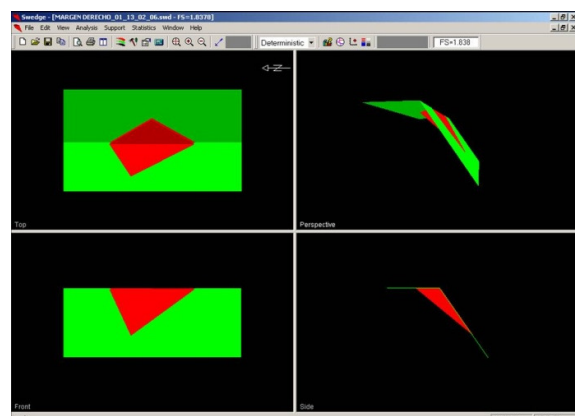 Swedge - [MARGEN DERECHO_01_13_02_06.swd - FS=1.8378]
File Edit View Analysis Support Statistics Window Help
Deterministic
FS=1.838
Z
Top
Perspective
Front
Side